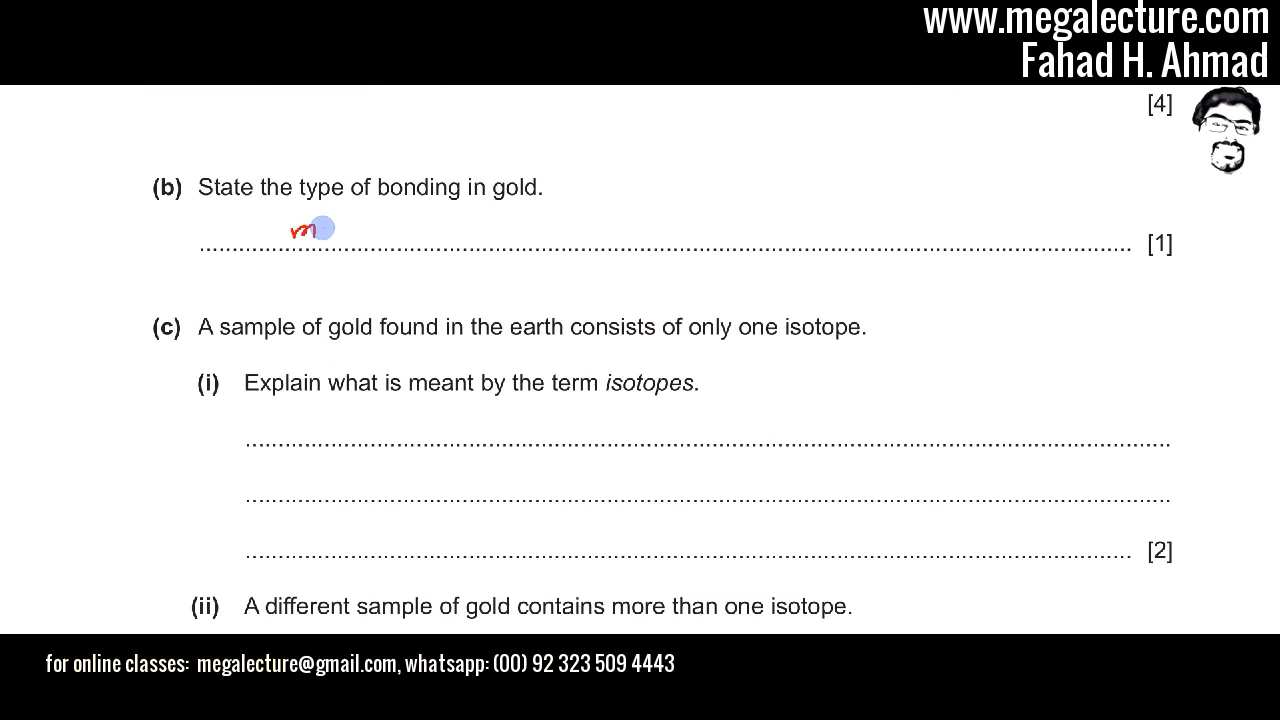 www.megalecture.com
Fahad H. Ahmad
[4]
(b) State the type of bonding in gold.
m
.............................................................................................................................................. [1]
(c) A sample of gold found in the earth consists of only one isotope.
(i) Explain what is meant by the term isotopes.
..............................................................................................................................................
..............................................................................................................................................
....................................................................................................................................... [2]
(ii) A different sample of gold contains more than one isotope.
for online classes: megalecture@gmail.com, whatsapp: (00) 92 323 509 4443